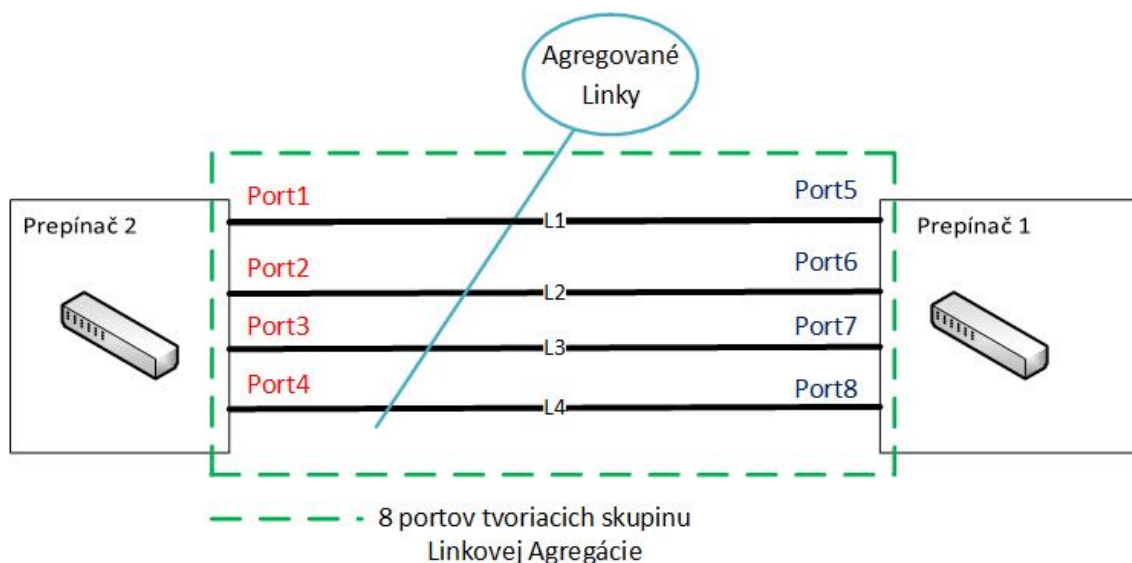 Agregované
Linky
Port1
Port5
Prepínač 2
L1
Prepínač 1
Port2
Port6
L2
Port3
Port7
L3
Port4
Port8
L4
8 portov tvoriacich skupinu
Linkovej Agregácie